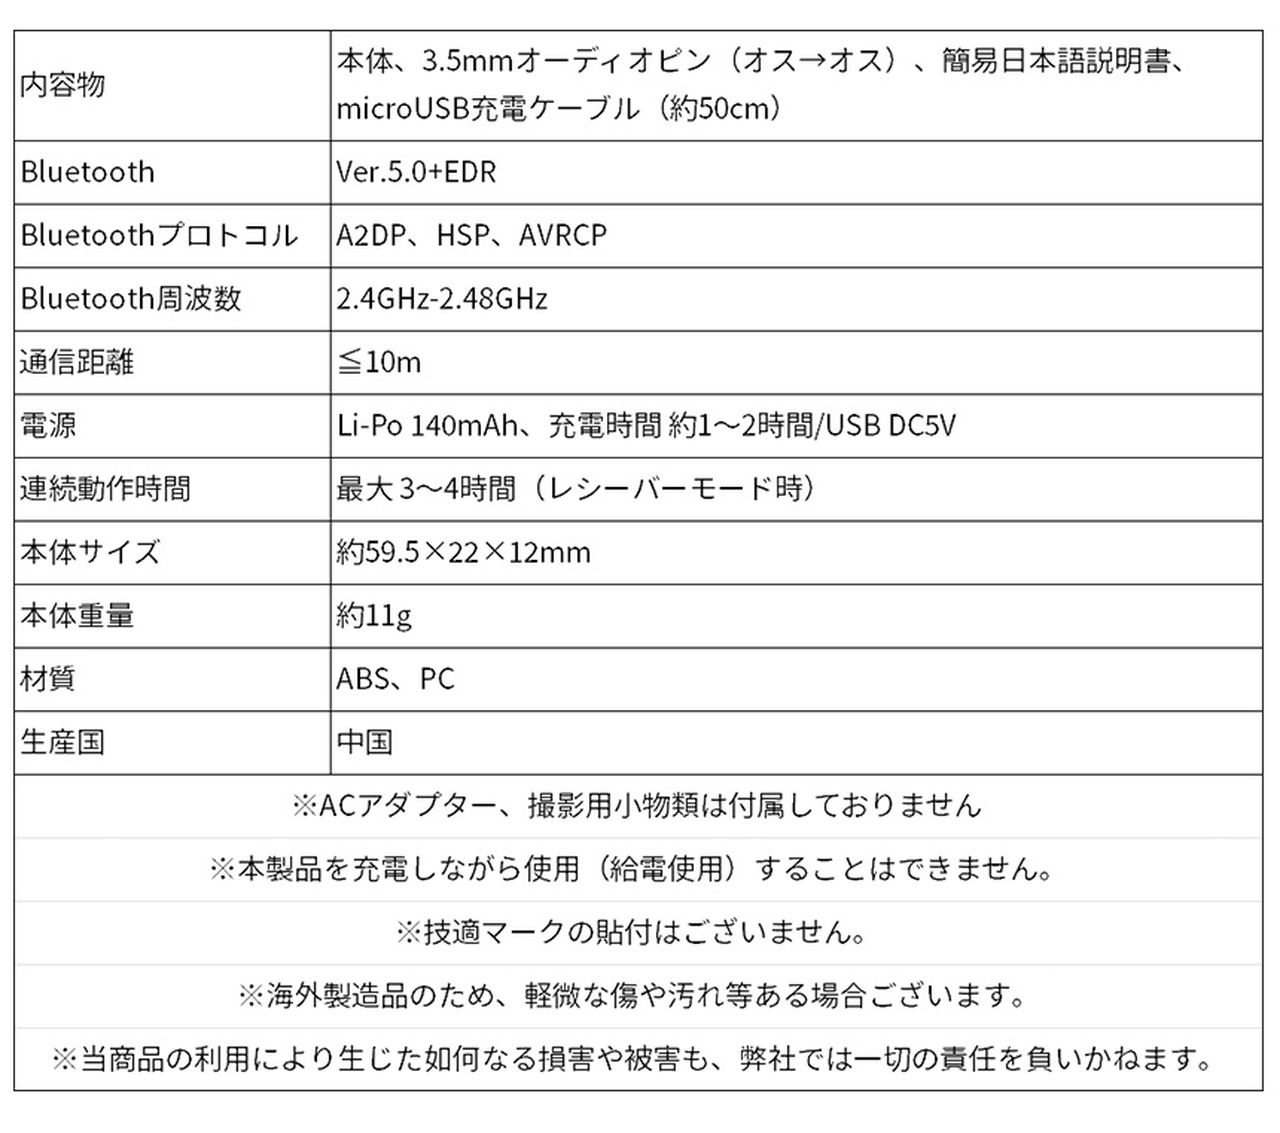 内容物
本体、3.5mmオーディオピン（オス→オス）、簡易日本語説明書、
microUSB充電ケーブル（約50cm）
Bluetooth
Ver.5.0+EDR
Bluetoothプロトコル
A2DP、HSP、AVRCP
Bluetooth周波数
2.4GHz-2.48GHz
通信距離
≦10m
電源
Li-Po 140mAh、充電時間 約1～2時間/USB DC5V
連続動作時間
最大 3～4時間（レシーバーモード時）
本体サイズ
約59.5×22×12mm
本体重量
約11g
材質
ABS、PC
生産国
中国
※ACアダプター、撮影用小物類は付属しておりません
※本製品を充電しながら使用（給電使用）することはできません。
※技適マークの貼付はございません。
※海外製造品のため、軽微な傷や汚れ等ある場合ございます。
※当商品の利用により生じた如何なる損害や被害も、弊社では一切の責任を負いかねます。